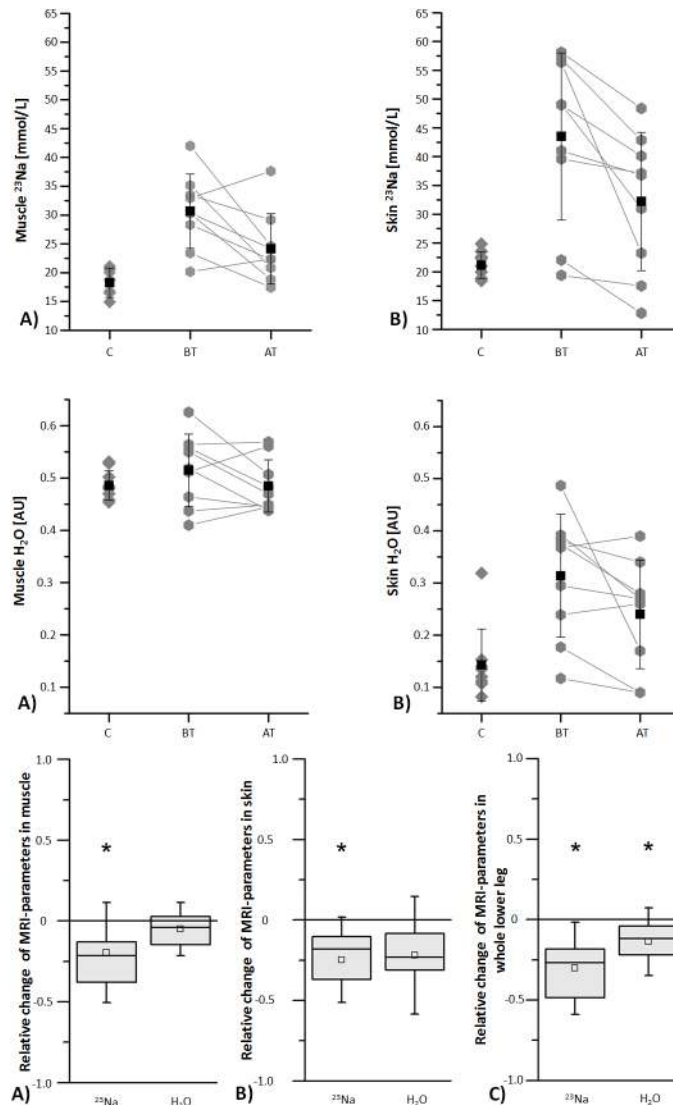 Muscle ²³Na [mmol/L]
65
60
55
50
45
40
35
30
25
20
15
10
A)
C
BT
AT
Skin ²³Na [mmol/L]
65
60
55
50
45
40
35
30
25
20
15
10
B)
C
BT
AT
Muscle H₂O [AU]
0.6
0.5
0.4
0.3
0.2
0.1
A)
C
BT
AT
Skin H₂O [AU]
0.6
0.5
0.4
0.3
0.2
0.1
B)
C
BT
AT
Relative change of MRI-parameters in muscle
1.0
0.5
0
-0.5
-1.0
*
A)
²³Na
H₂O
Relative change of MRI-parameters in skin
1.0
0.5
0
-0.5
-1.0
*
B)
²³Na
H₂O
Relative change of MRI-parameters in
whole lower leg
1.0
0.5
0
-0.5
-1.0
*
*
C)
²³Na
H₂O